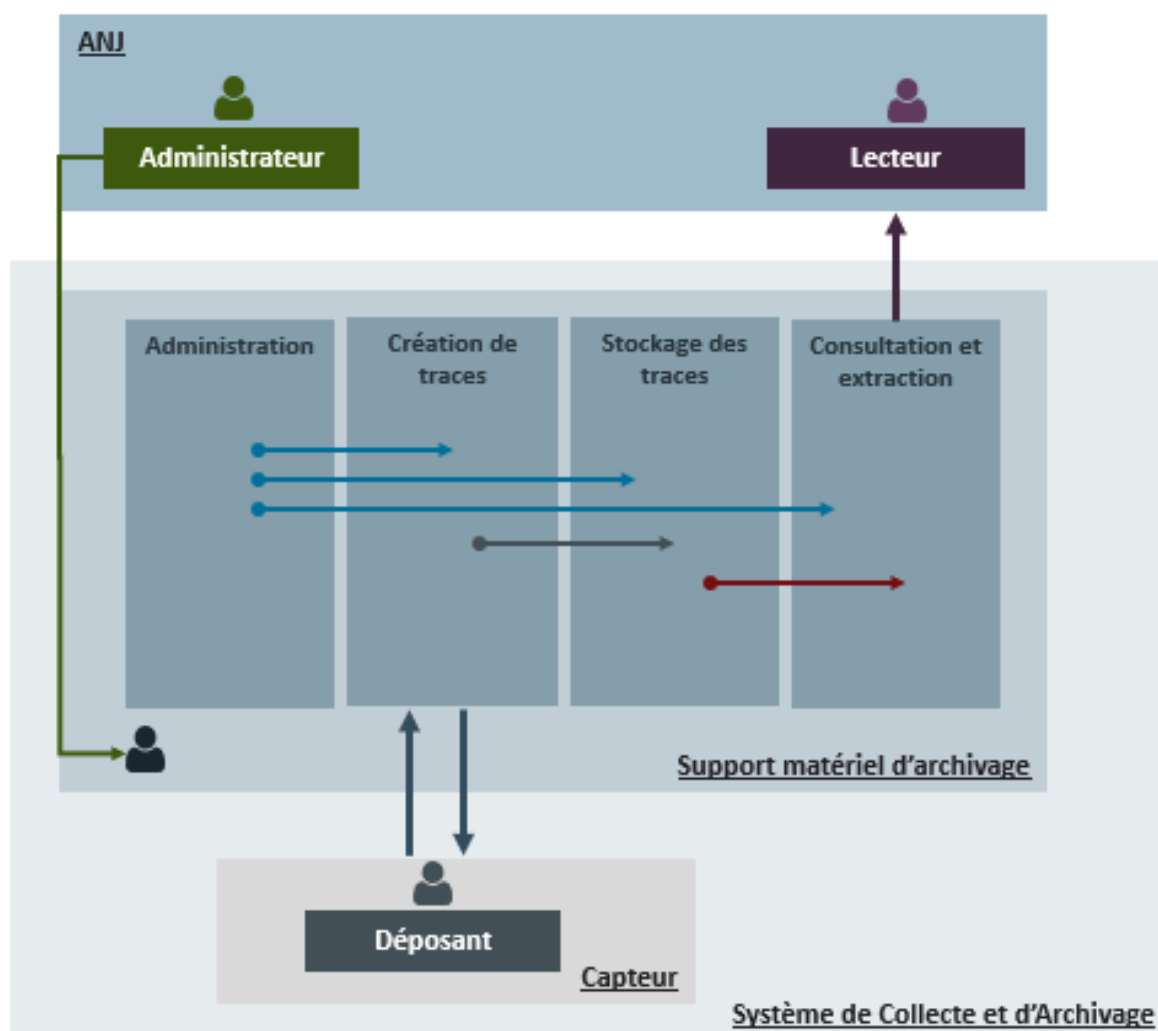 ANJ
Administrateur
Lecteur
Administration
Création de
traces
Stockage des
traces
Consultation et
extraction
Support matériel d'archivage
Déposant
Capteur
Système de Collecte et d'Archivage